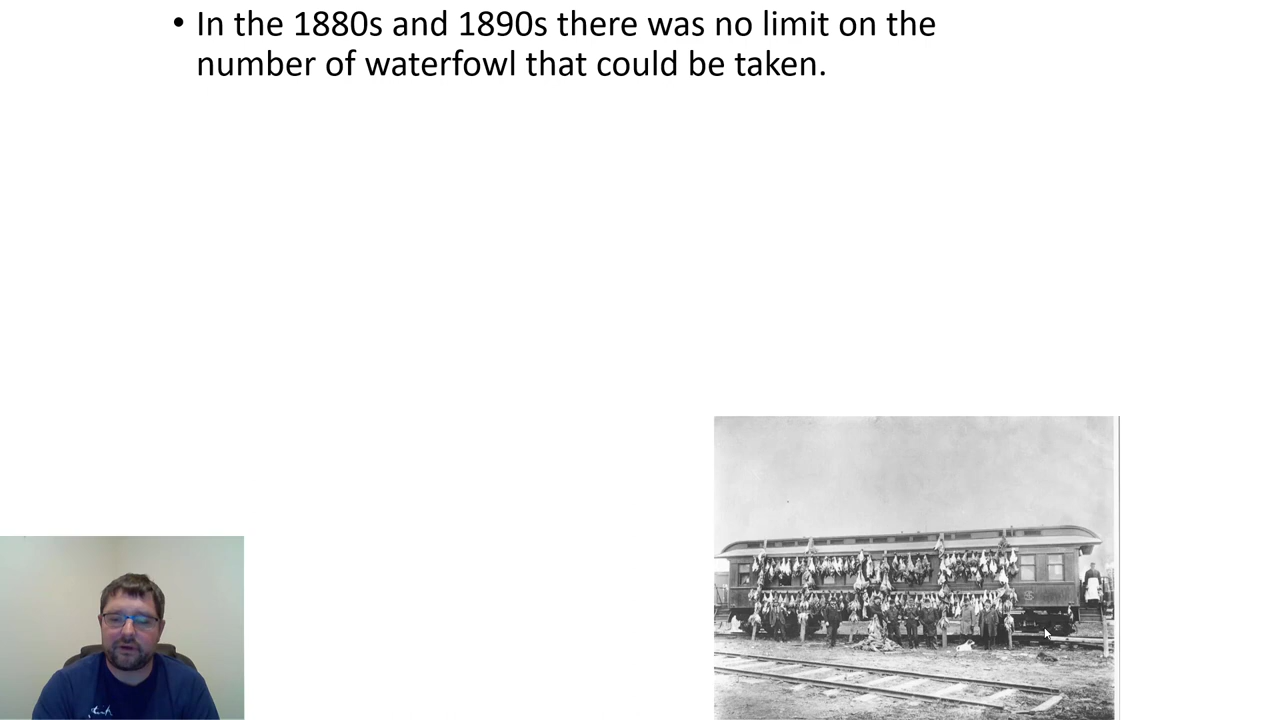 • In the 1880s and 1890s there was no limit on the
number of waterfowl that could be taken.